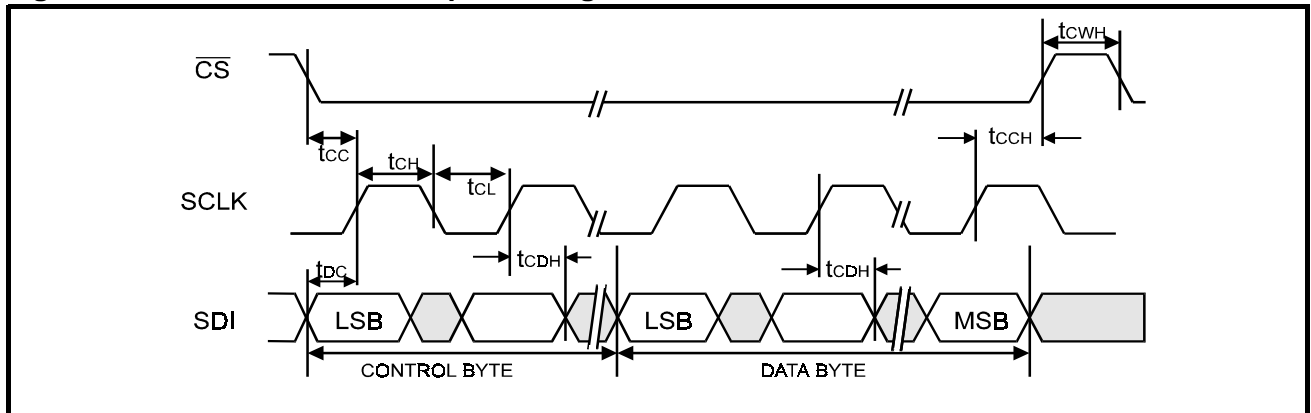 tCWH
CS
tCCH
tCC
tCH
tCL
SCLK
tCDH
tCDH
tDC
SDI
LSB
LSB
MSB
CONTROL BYTE
DATA BYTE